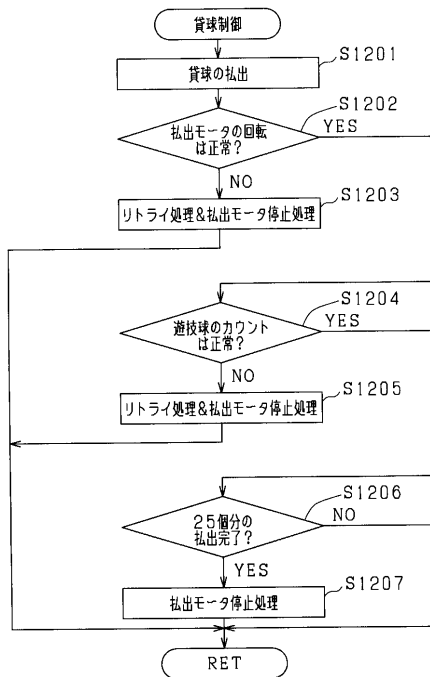 貸球制御
S1201
貸球の払出
S1202
払出モータの回転
は正常?
YES
NO
S1203
リトライ処理&払出モータ停止処理
S1204
遊技球のカウント
は正常?
YES
NO
S1205
リトライ処理&払出モータ停止処理
S1206
25個分の
払出完了?
NO
YES
S1207
払出モータ停止処理
RET